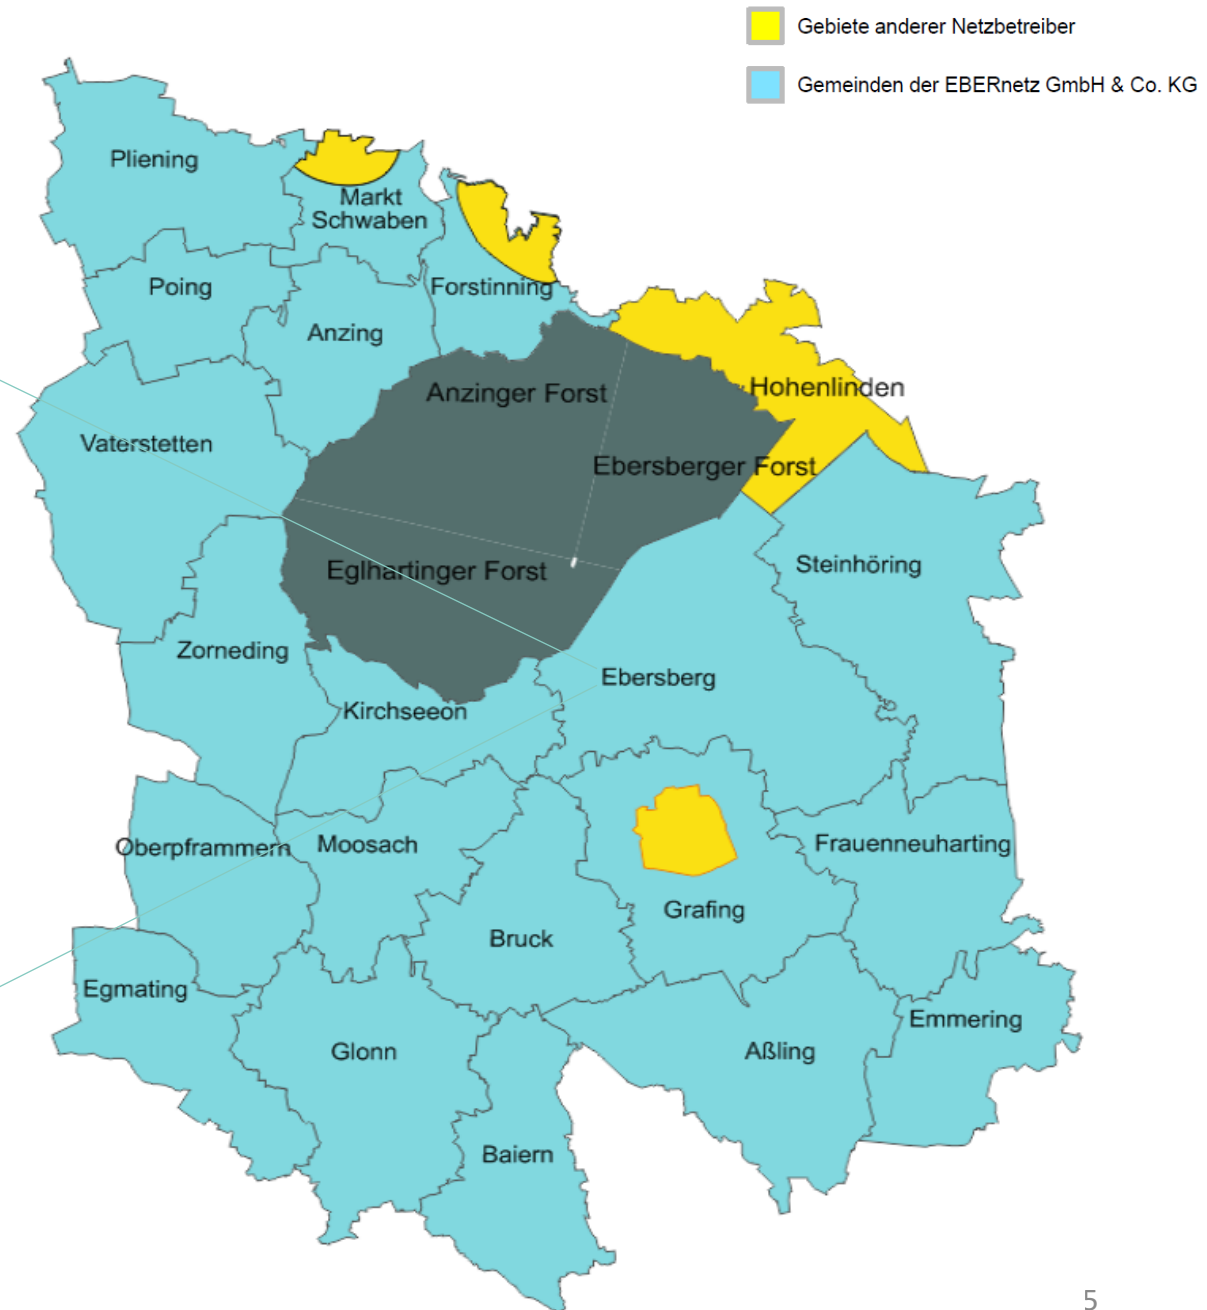 Gebiete anderer Netzbetreiber
Gemeinden der EBERnetz GmbH & Co. KG
Pliening
Markt
Schwaben
Poing
Forstinning
Anzing
Hohenlinden
Anzinger Forst
Vaterstetten
Ebersberger Forst
Steinhöring
Eglhartinger Forst
Zorneding
Ebersberg
Kirchseeon
Oberpframmern
Moosach
Frauenneuharting
Grafing
Bruck
Egmating
Emmering
Glonn
Aßling
Baiern
5